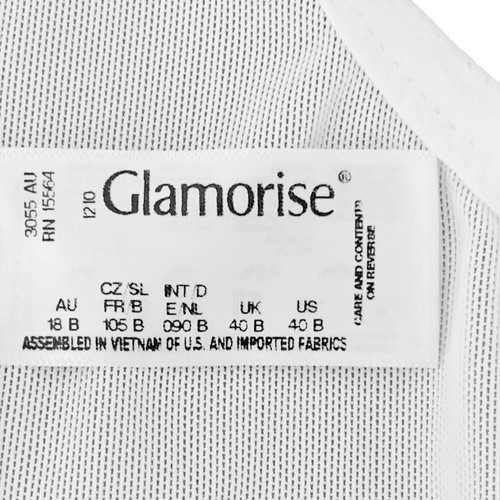 3055 AU
RN 15564
1210
Glamorise®
CZ/SL INT/D
AU FR/B E/NL UK US
18 B 105 B 090 B 40 B 40 B
ASSEMBLED IN VIETNAM OF U.S. AND IMPORTED FABRICS
CARE AND CONTENT
ON REVERSE